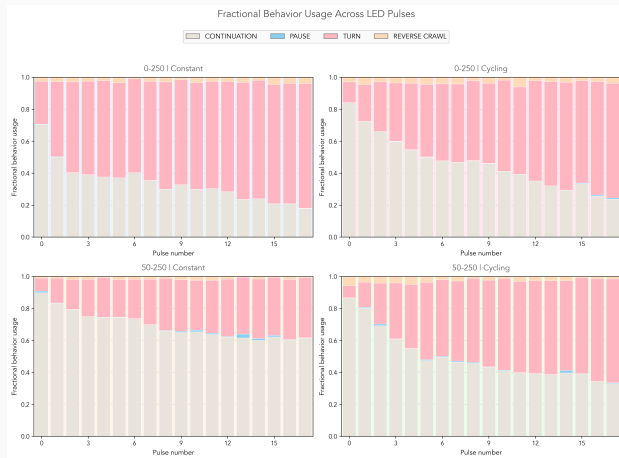 Fractional Behavior Usage Across LED Pulses
CONTINUATION PAUSE TURN REVERSE CRAWL
0-250 | Constant
Fractional behavior usage
1.0
0.8
0.6
0.4
0.2
0.0
0 3 6 9 12 15
Pulse number
0-250 | Cycling
Fractional behavior usage
1.0
0.8
0.6
0.4
0.2
0.0
0 3 6 9 12 15
Pulse number
50-250 | Constant
Fractional behavior usage
1.0
0.8
0.6
0.4
0.2
0.0
0 3 6 9 12 15
Pulse number
50-250 | Cycling
Fractional behavior usage
1.0
0.8
0.6
0.4
0.2
0.0
0 3 6 9 12 15
Pulse number